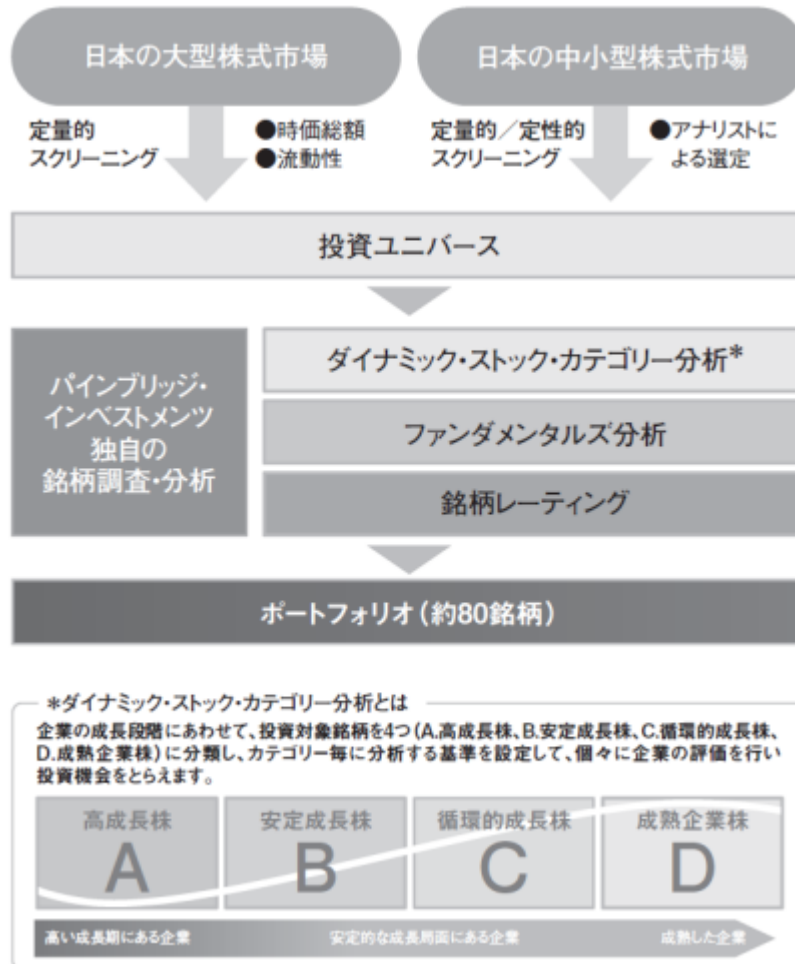 日本の大型株式市場
日本の中小型株式市場
定量的
スクリーニング
●時価総額
●流動性
定量的／定性的
スクリーニング
●アナリストに
よる選定
投資ユニバース
パインブリッジ・
インベストメンツ
独自の
銘柄調査・分析
ダイナミック・ストック・カテゴリー分析*
ファンダメンタルズ分析
銘柄レーティング
ポートフォリオ（約80銘柄）
*ダイナミック・ストック・カテゴリー分析とは
企業の成長段階にあわせて、投資対象銘柄を4つ（A.高成長株、B.安定成長株、C.循環的成長株、
D.成熟企業株）に分類し、カテゴリー毎に分析する基準を設定して、個々に企業の評価を行い
投資機会をとらえます。
高成長株
A
安定成長株
B
循環的成長株
C
成熟企業株
D
高い成長期にある企業
安定的な成長局面にある企業
成熟した企業